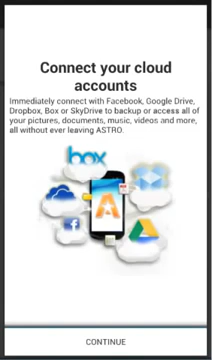 Connect your cloud
accounts
Immediately connect with Facebook, Google Drive,
Dropbox, Box or SkyDrive to backup or access all of
your pictures, documents, music, videos and more,
all without ever leaving ASTRO.
box
f
CONTINUE